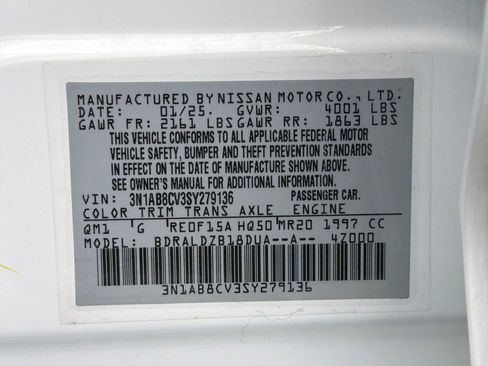 MANUFACTURED BY NISSAN MOTOR CO., LTD.
DATE: 01/25. GVWR: 4001 LBS
GAWR FR: 2161 LBS GAWR RR: 1863 LBS
THIS VEHICLE CONFORMS TO ALL APPLICABLE FEDERAL MOTOR
VEHICLE SAFETY, BUMPER AND THEFT PREVENTION STANDARDS
IN EFFECT ON THE DATE OF MANUFACTURE SHOWN ABOVE.
SEE OWNER'S MANUAL FOR ADDITIONAL INFORMATION.
VIN: 3N1AB8CV3SY279136 PASSENGER CAR.
COLOR TRIM TRANS AXLE ENGINE
QM1 G RE0F15A HQ50 MR20 1997 CC
MODEL: BDRALDZB18DUA--A-- 4Z000
3N1AB8CV3SY279136